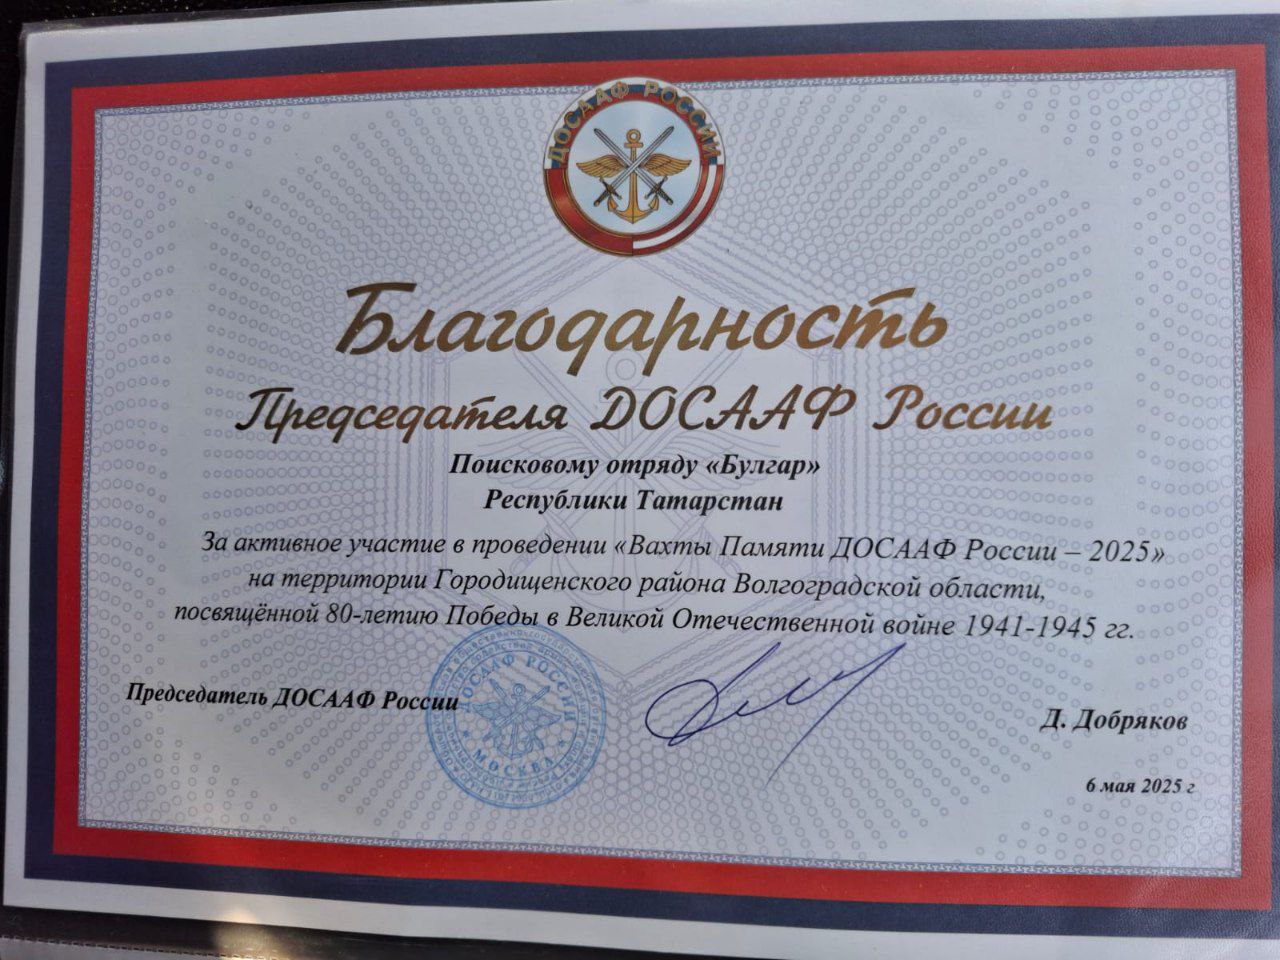 ДОСААФ РОССИИ
Благодарность
Председателя ДОСААФ России
Поисковому отряду «Булгар»
Республики Татарстан
За активное участие в проведении «Вахты Памяти ДОСААФ России – 2025»
на территории Городищенского района Волгоградской области,
посвящённой 80-летию Победы в Великой Отечественной войне 1941-1945 гг.
Председатель ДОСААФ России
ДОСААФ РОССИИ
МОСКВА
Д. Добряков
6 мая 2025 г